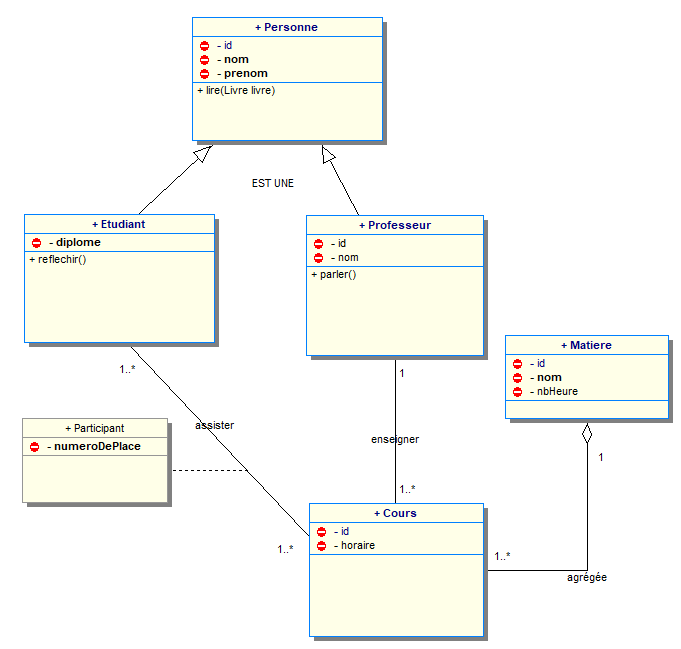 + Personne
- id
- nom
- prenom
+ lire(Livre livre)
EST UNE
+ Etudiant
- diplome
+ reflechir()
+ Professeur
- id
- nom
+ parler()
+ Matiere
- id
- nom
- nbHeure
1..*
1
+ Participant
- numeroDePlace
assister
enseigner
1
1..*
+ Cours
- id
- horaire
1..*
1..*
agrégée